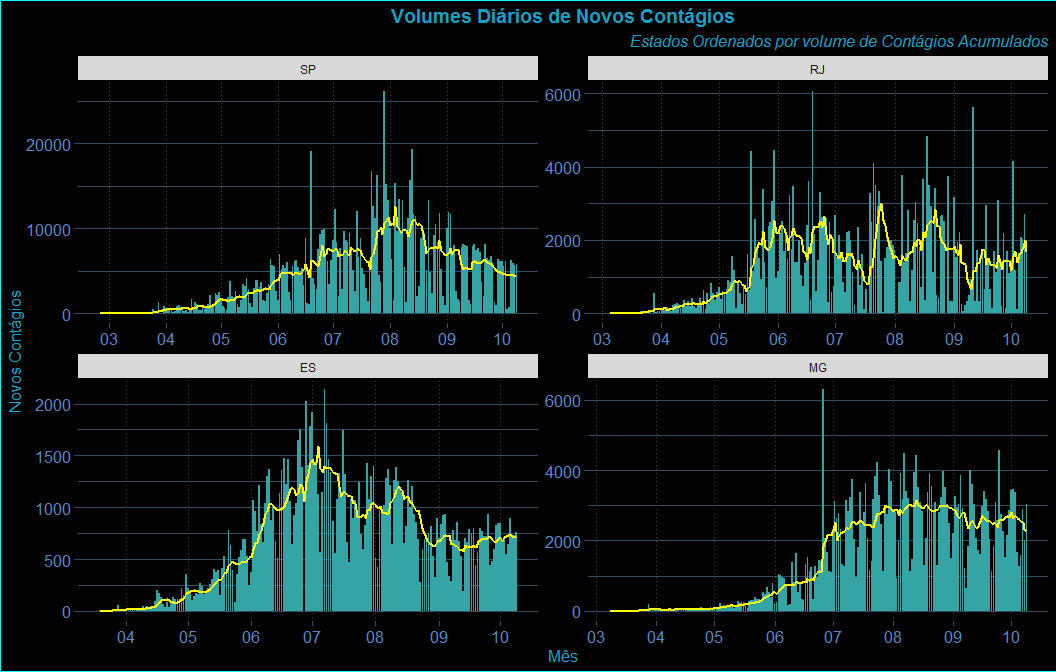 Volumes Diários de Novos Contágios
Estados Ordenados por volume de Contágios Acumulados
SP
RJ
20000
10000
0
03 04 05 06 07 08 09 10
6000
4000
2000
0
03 04 05 06 07 08 09 10
Novos Contágios
ES
MG
2000
1500
1000
500
0
04 05 06 07 08 09 10
6000
4000
2000
0
03 04 05 06 07 08 09 10
Mês